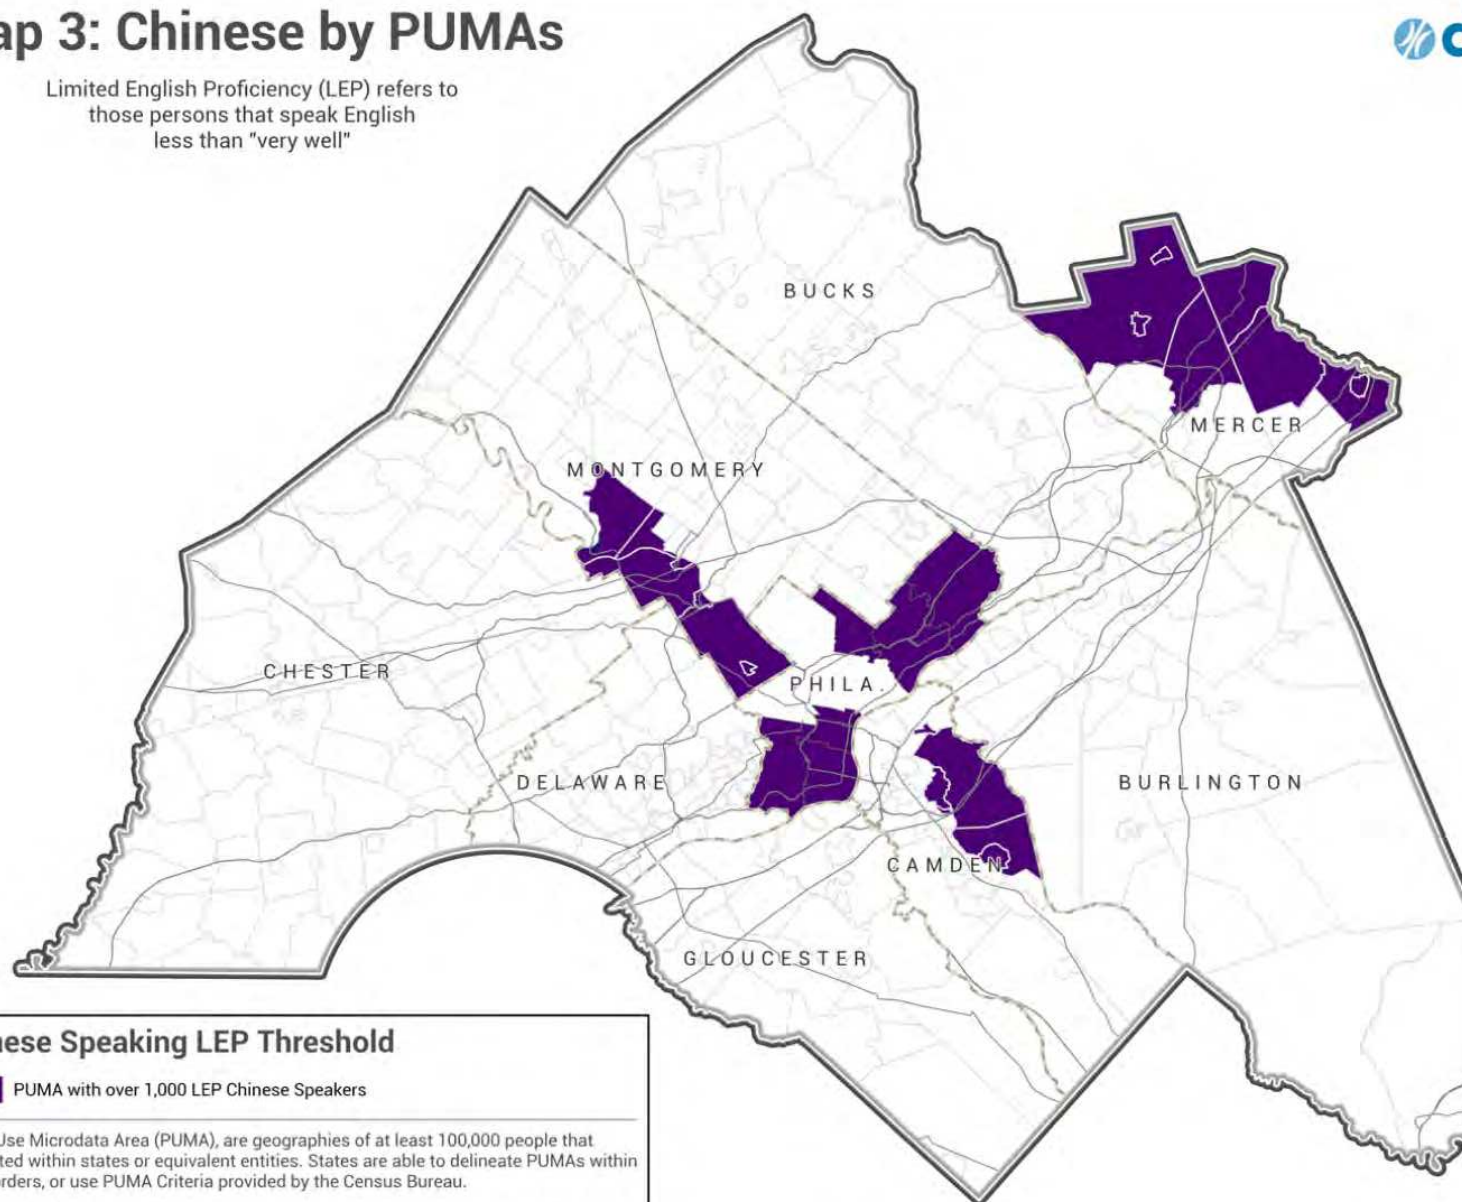 ap 3: Chinese by PUMAs
Limited English Proficiency (LEP) refers to
those persons that speak English
less than "very well"
BUCKS
MERCER
MONTGOMERY
CHESTER
PHILA.
DELAWARE
BURLINGTON
CAMDEN
GLOUCESTER
nese Speaking LEP Threshold
PUMA with over 1,000 LEP Chinese Speakers
Use Microdata Area (PUMA), are geographies of at least 100,000 people that
ted within states or equivalent entities. States are able to delineate PUMAs within
rders, or use PUMA Criteria provided by the Census Bureau.